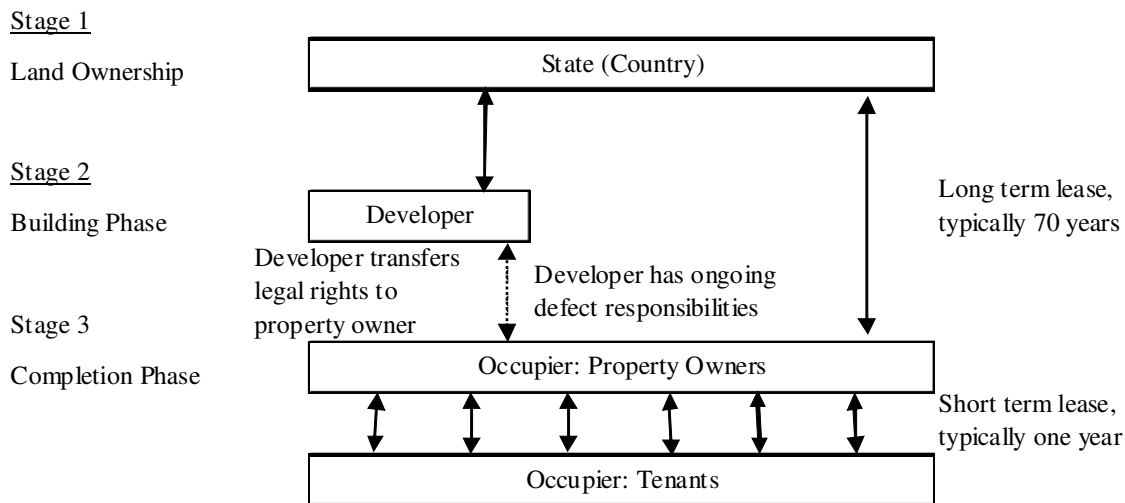 Stage 1
Land Ownership
State (Country)
Stage 2
Building Phase
Developer
Long term lease,
typically 70 years
Developer transfers
legal rights to
property owner
Developer has ongoing
defect responsibilities
Stage 3
Completion Phase
Occupier: Property Owners
Short term lease,
typically one year
Occupier: Tenants